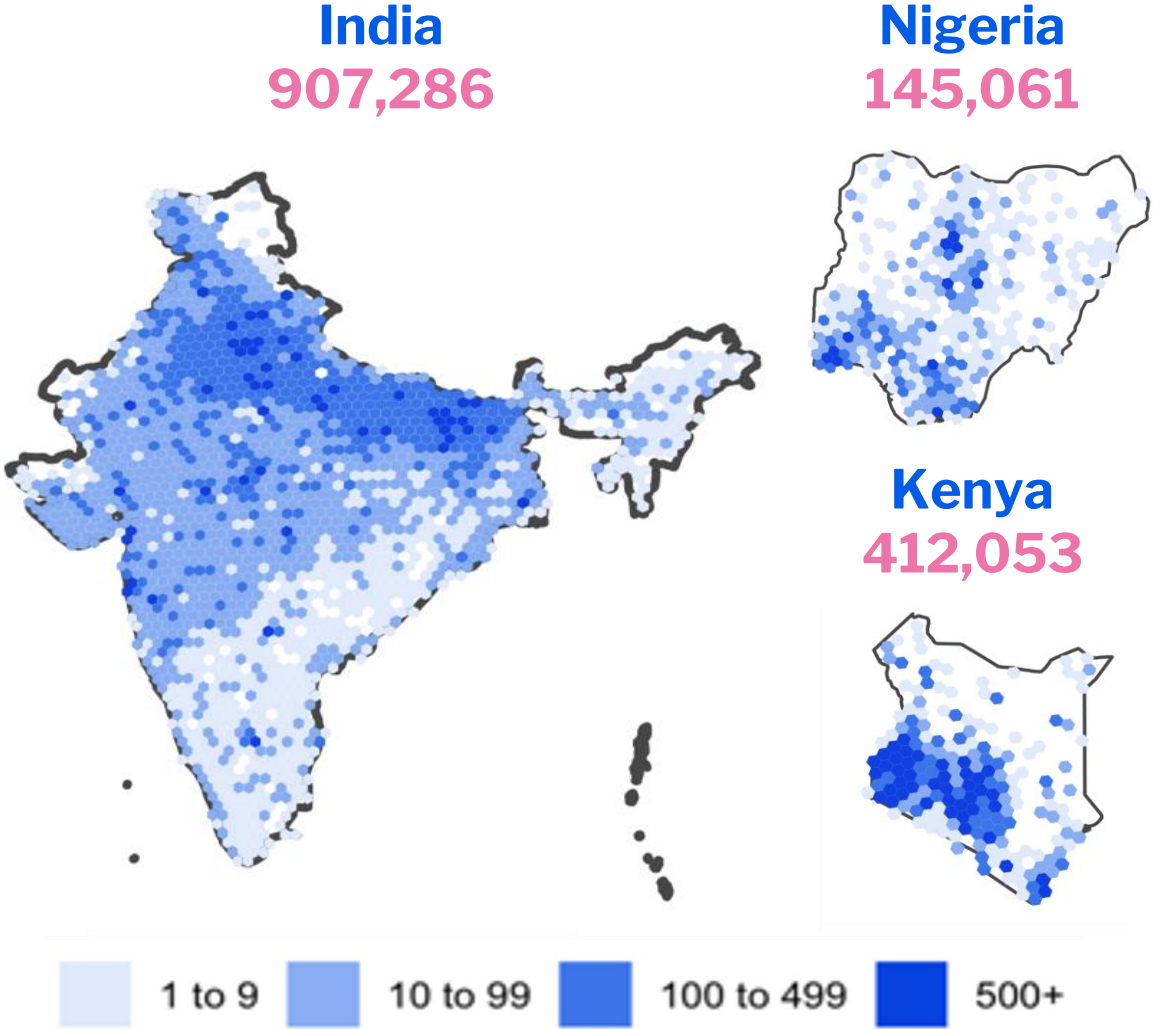 India
907,286
Nigeria
145,061
Kenya
412,053
1 to 9
10 to 99
100 to 499
500+